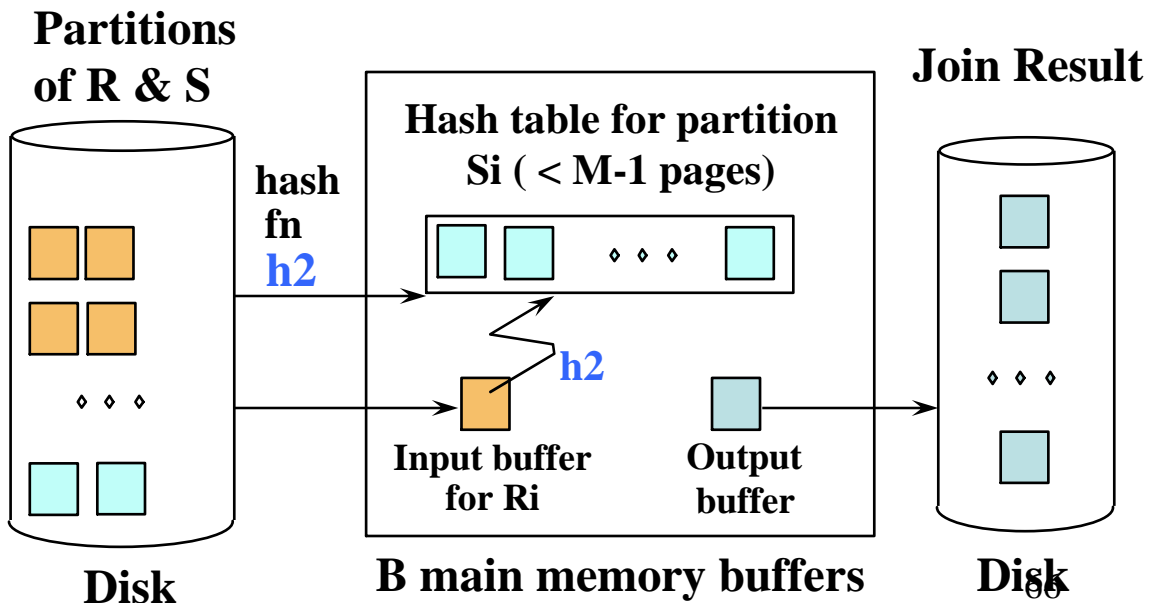 Partitions
of R & S
Join Result
Hash table for partition
Si ( < M-1 pages)
hash
fn
h2
h2
Input buffer
for Ri
Output
buffer
Disk
B main memory buffers
Disk
66